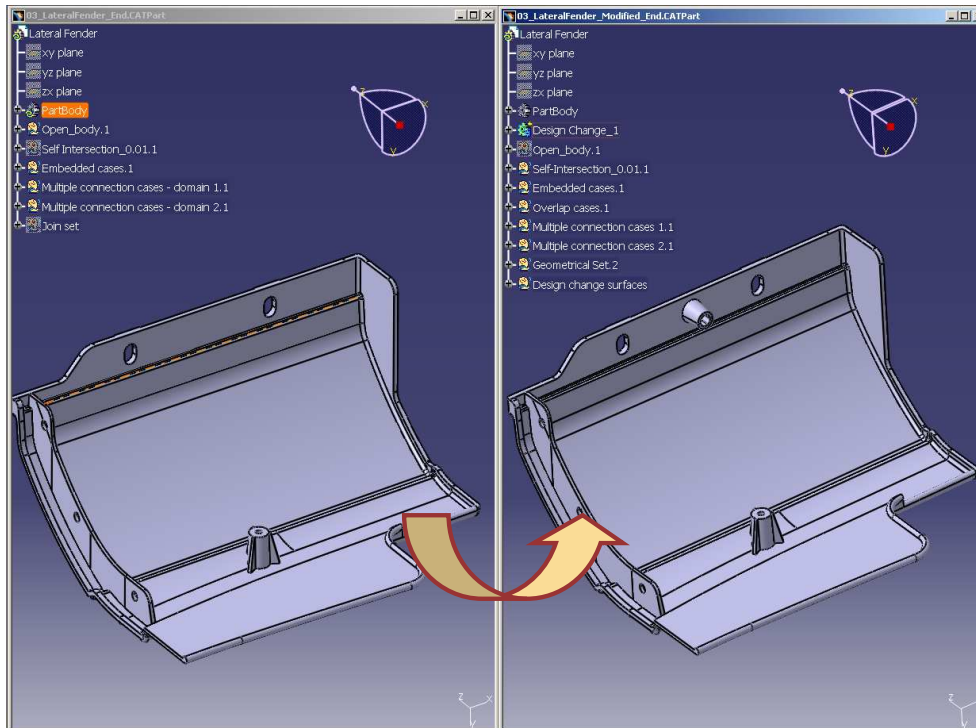 03_LateralFender_End.CATPart
Lateral Fender
xy plane
yz plane
zx plane
PartBody
Open_body.1
Self Intersection_0.01.1
Embedded cases.1
Multiple connection cases - domain 1.1
Multiple connection cases - domain 2.1
Join set
z
x
y
z
x
y
03_LateralFender_Modified_End.CATPart
Lateral Fender
xy plane
yz plane
zx plane
PartBody
Design Change_1
Open_body.1
Self-Intersection_0.01.1
Embedded cases.1
Overlap cases.1
Multiple connection cases 1.1
Multiple connection cases 2.1
Geometrical Set.2
Design change surfaces
z
x
y
z
y